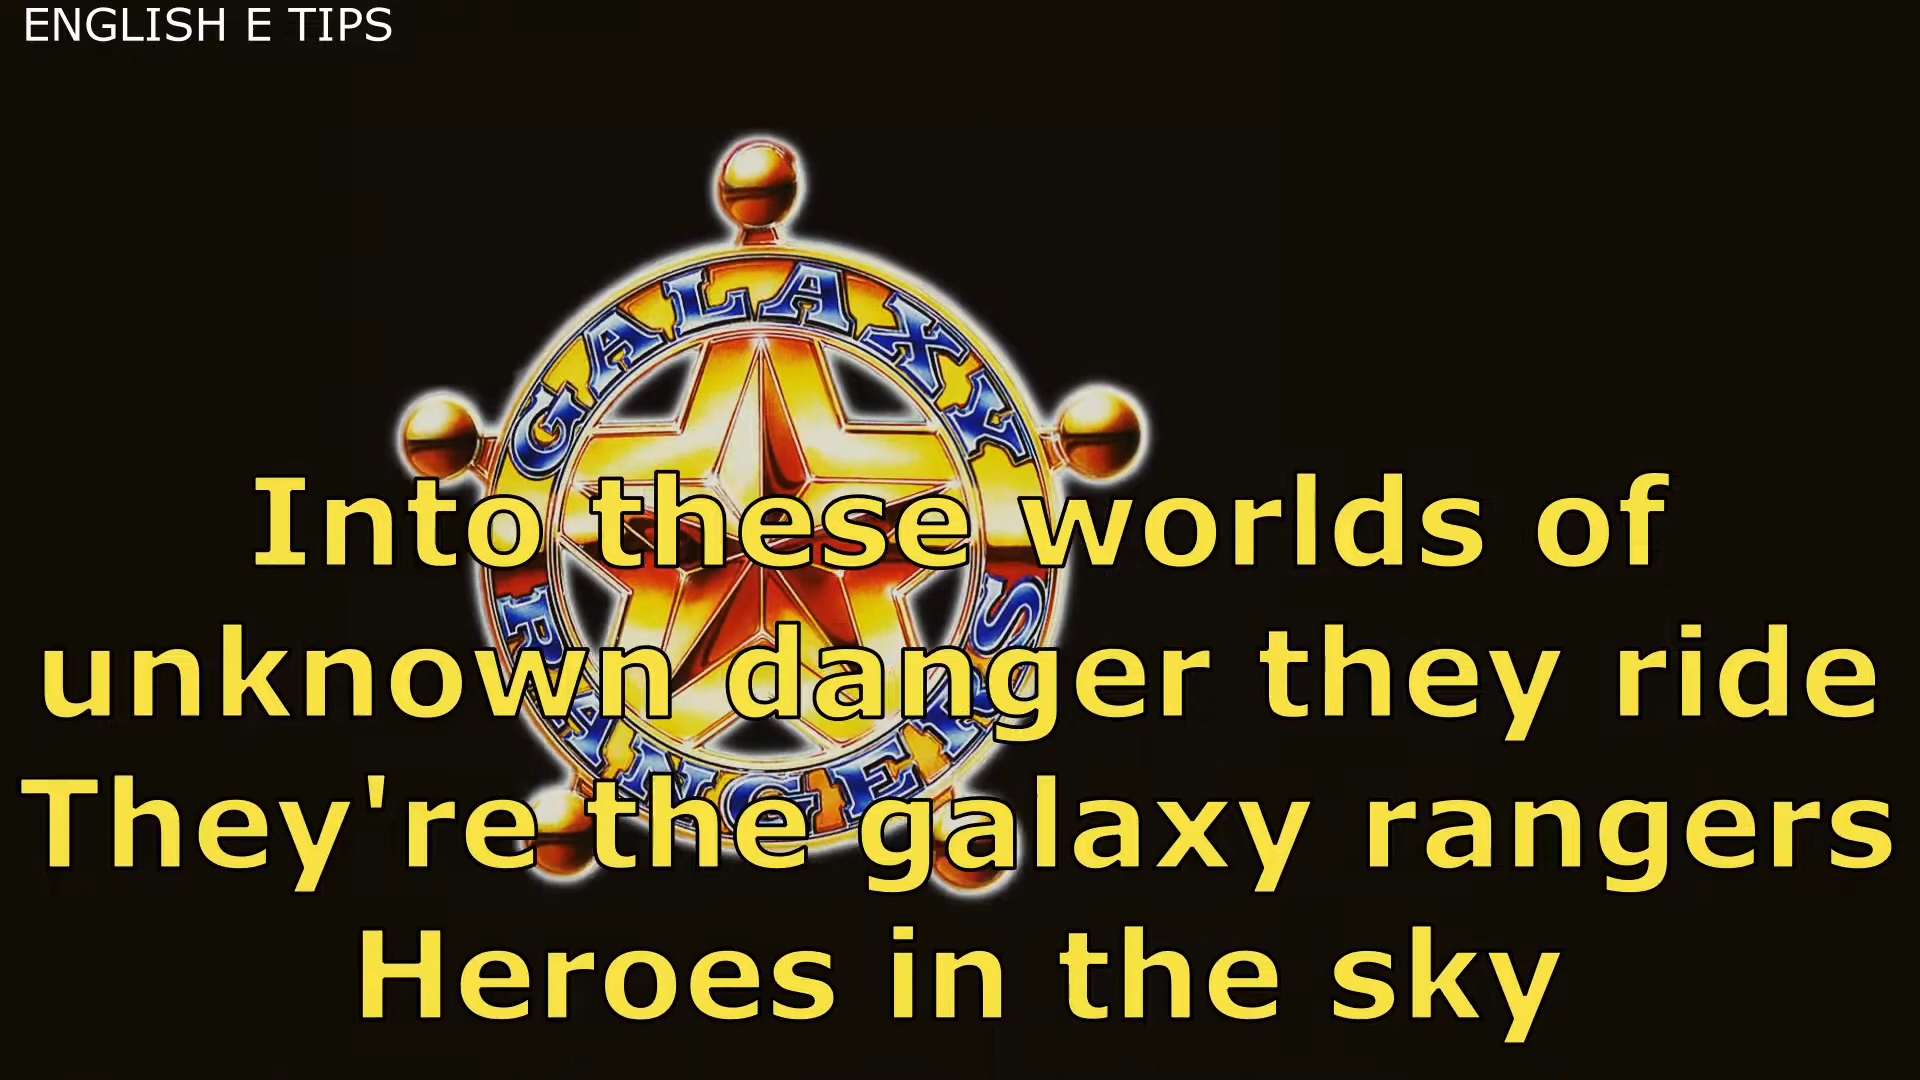 ENGLISH E TIPS
GALAXY
RANGERS
Into these worlds of
unknown danger they ride
They're the galaxy rangers
Heroes in the sky